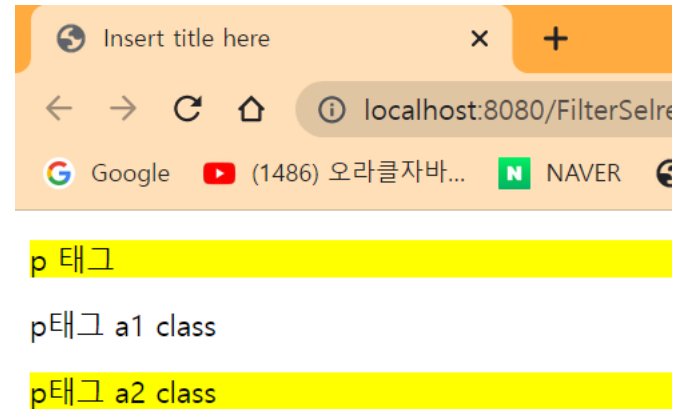 Insert title here
localhost:8080/FilterSelre
Google (1486) 오라클자바... NAVER
p 태그
p태그 a1 class
p태그 a2 class